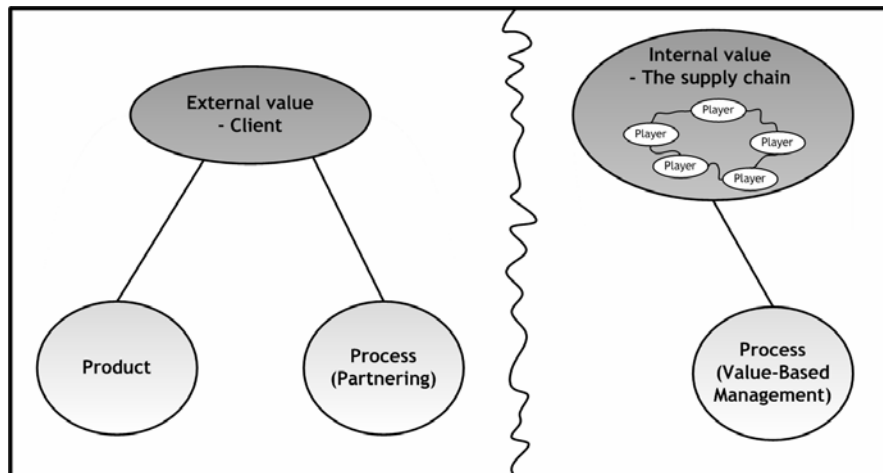 External value
- Client
Product
Process
(Partnering)
Internal value
- The supply chain
Player
Player
Player
Player
Player
Process
(Value-Based
Management)